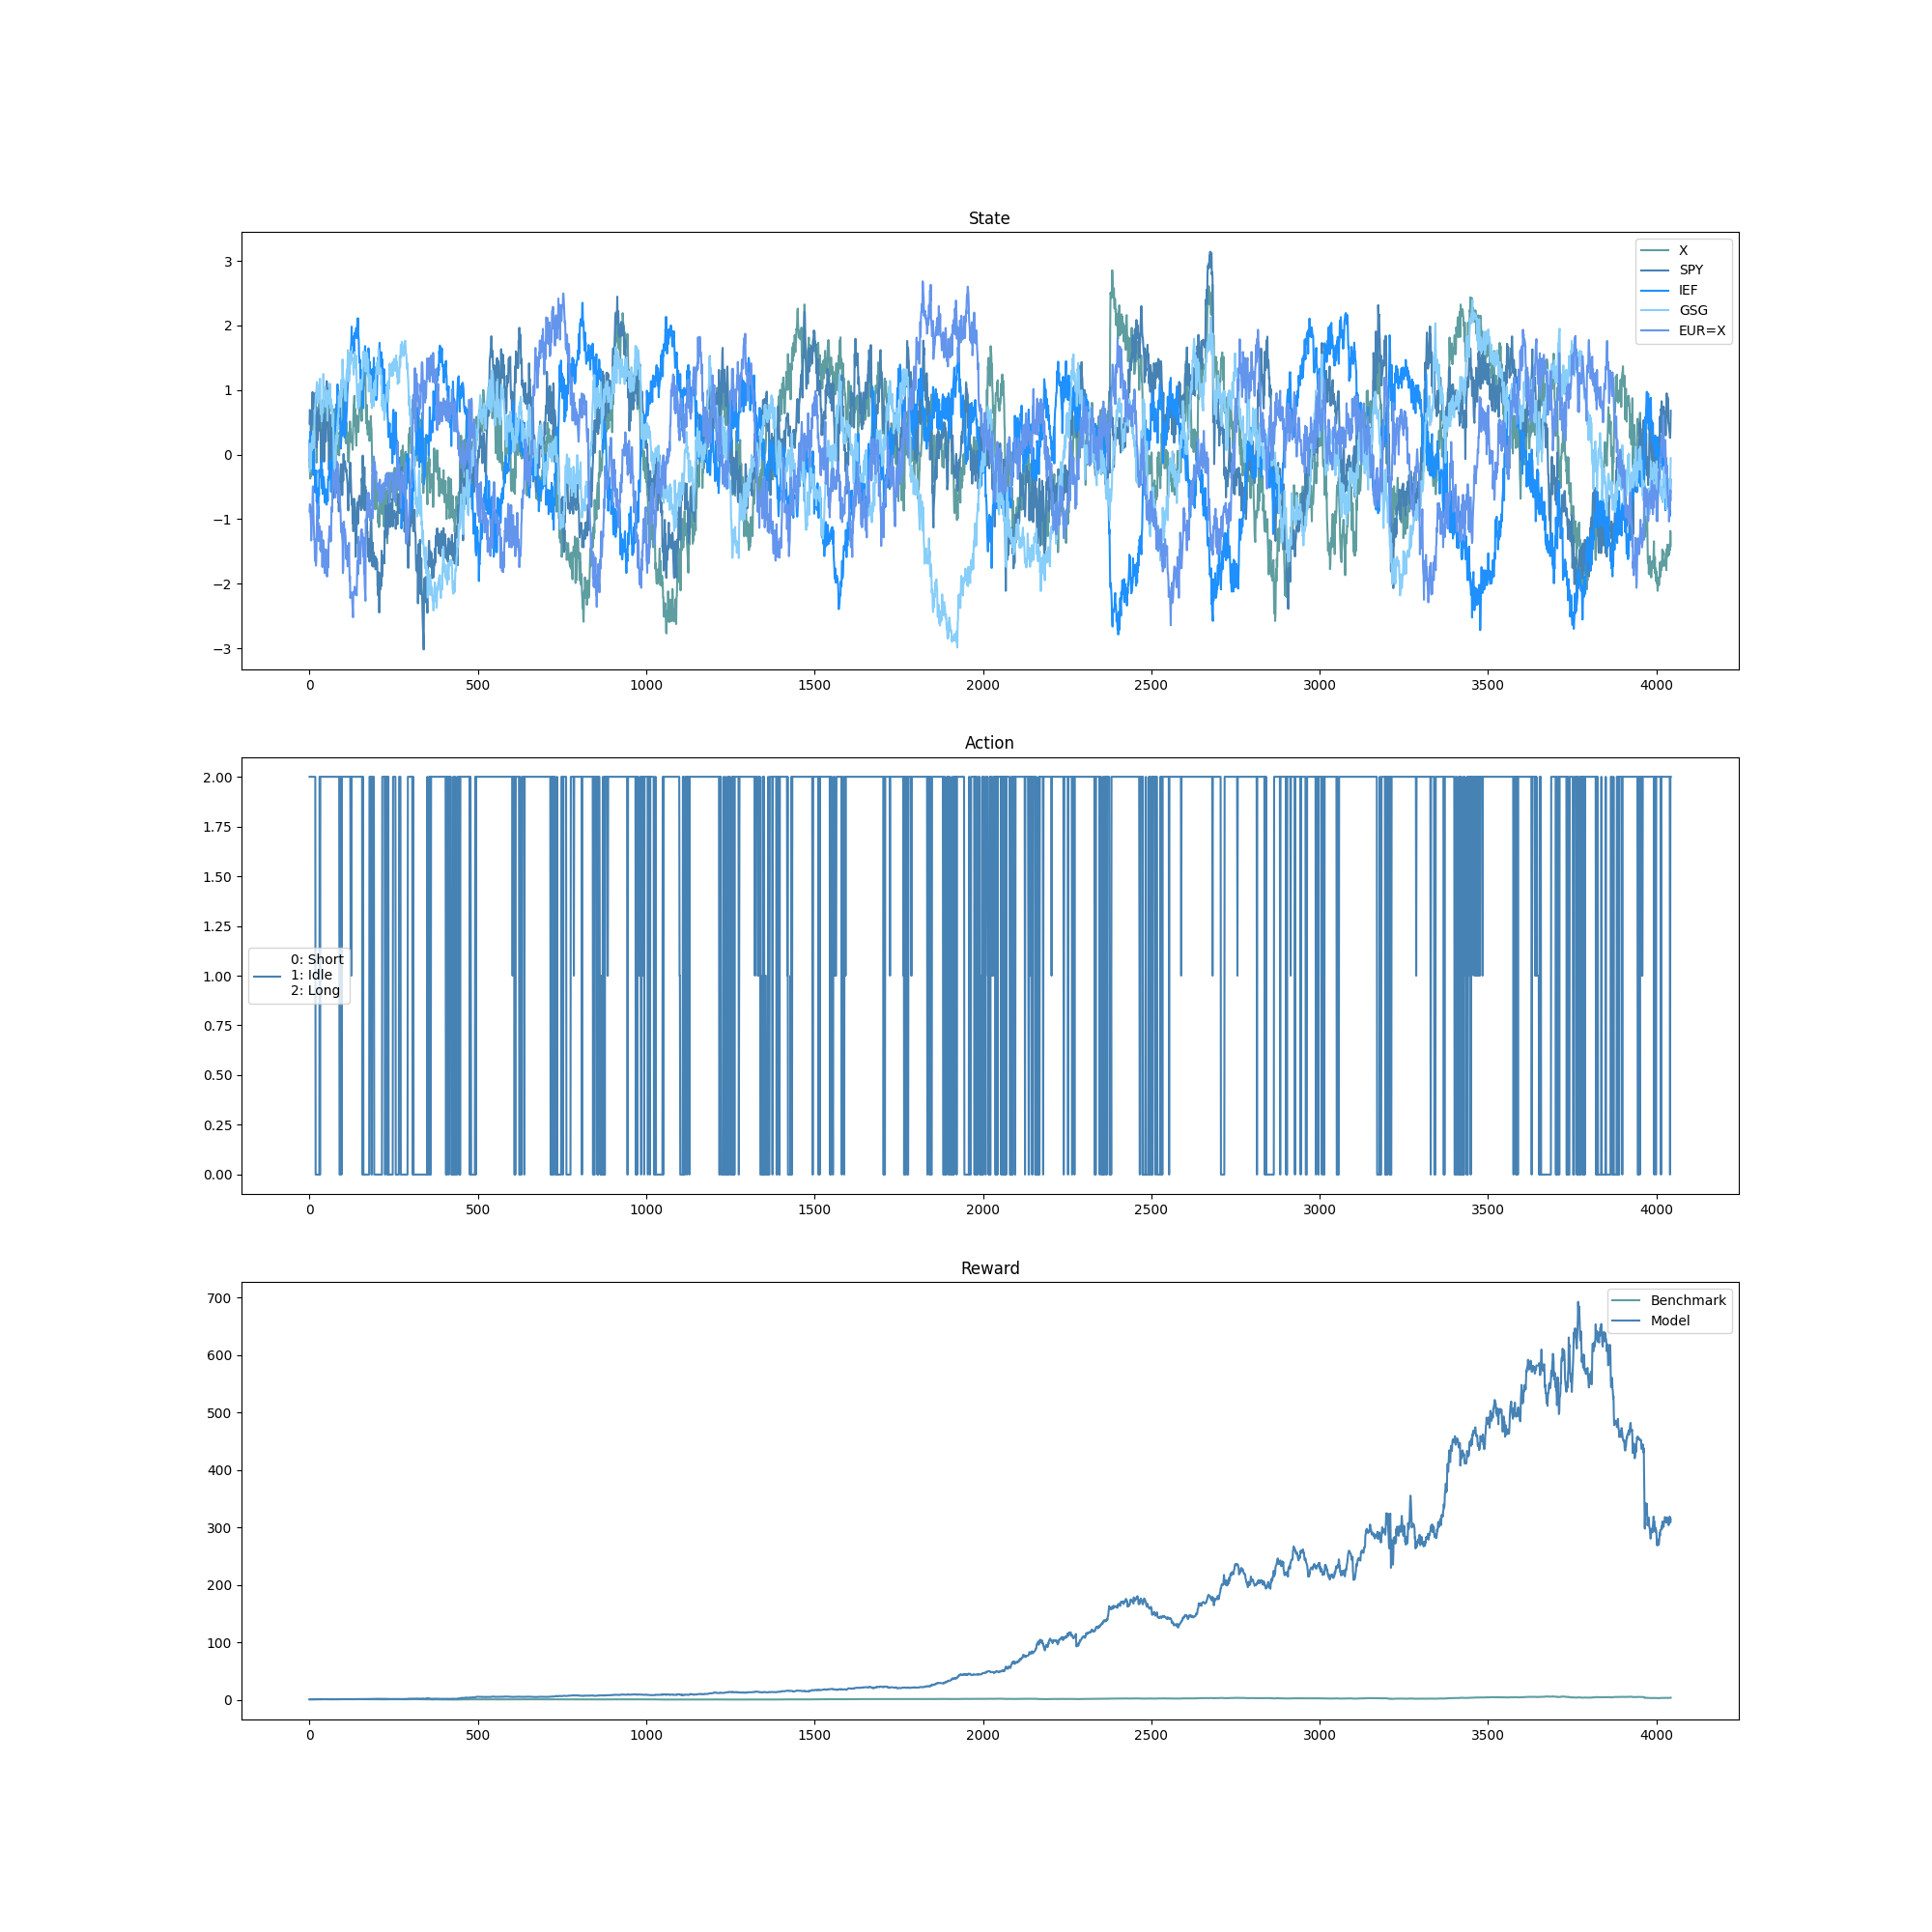 State
3
2
1
0
−1
−2
−3
X
SPY
IEF
GSG
EUR=X
0 500 1000 1500 2000 2500 3000 3500 4000
Action
2.00
1.75
1.50
1.25
1.00
0.75
0.50
0.25
0.00
0: Short
1: Idle
2: Long
0 500 1000 1500 2000 2500 3000 3500 4000
Reward
700
600
500
400
300
200
100
0
Benchmark
Model
0 500 1000 1500 2000 2500 3000 3500 4000